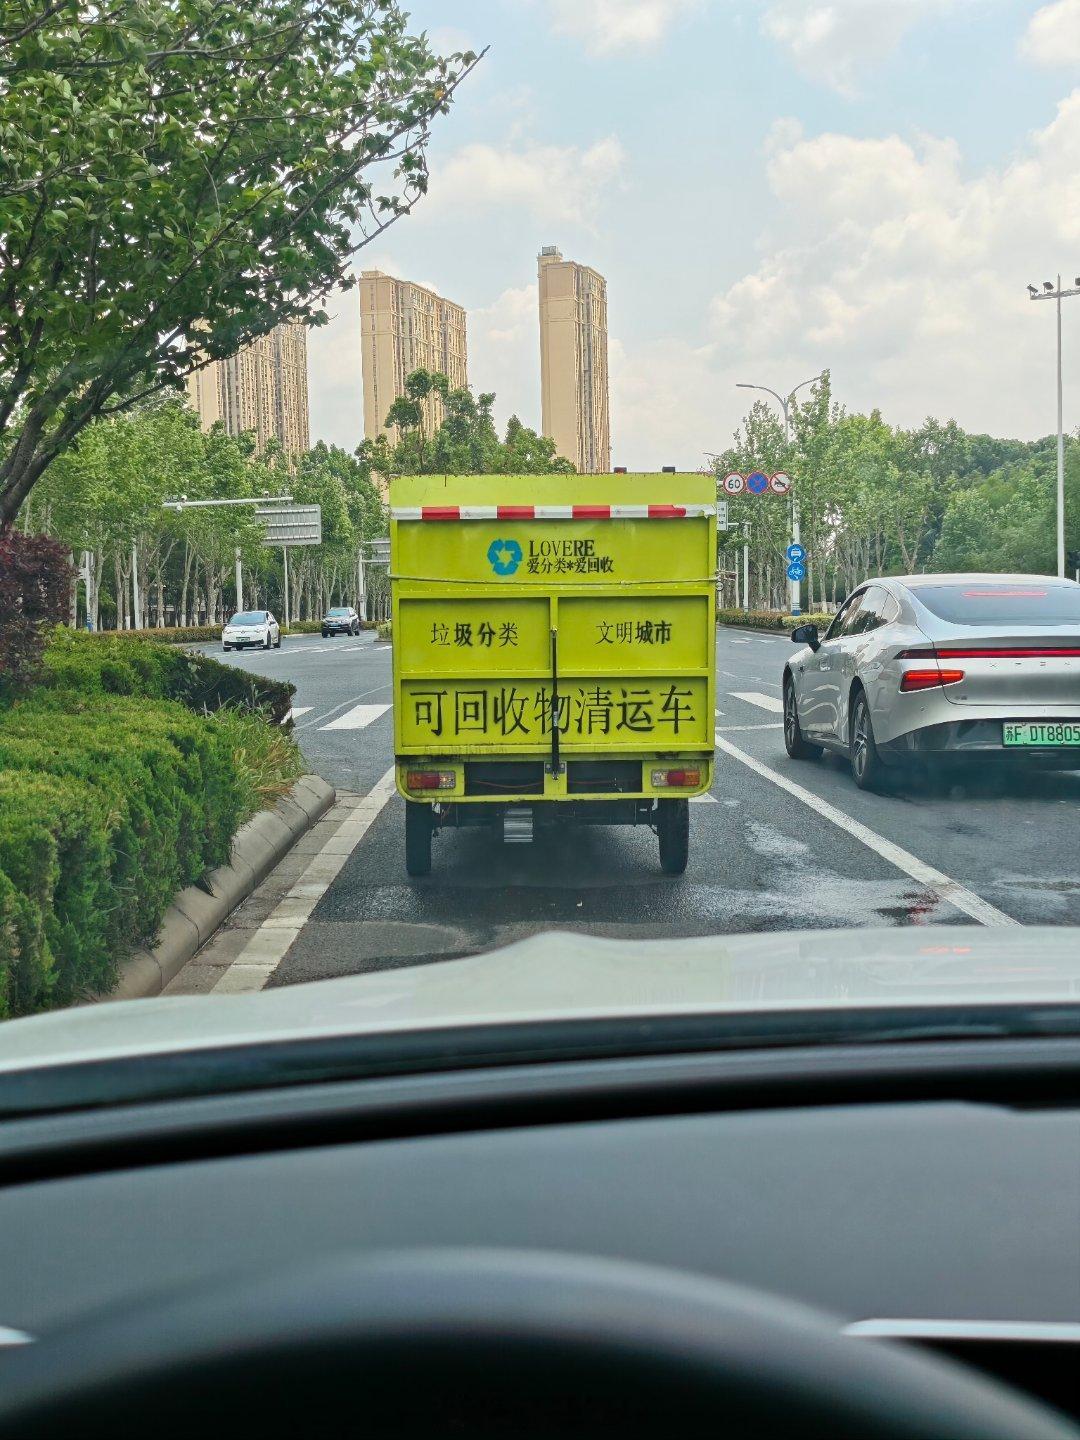 60
LOVERE
爱分类*爱回收
垃圾分类
文明城市
可回收物清运车
XPENG
苏F DT8805